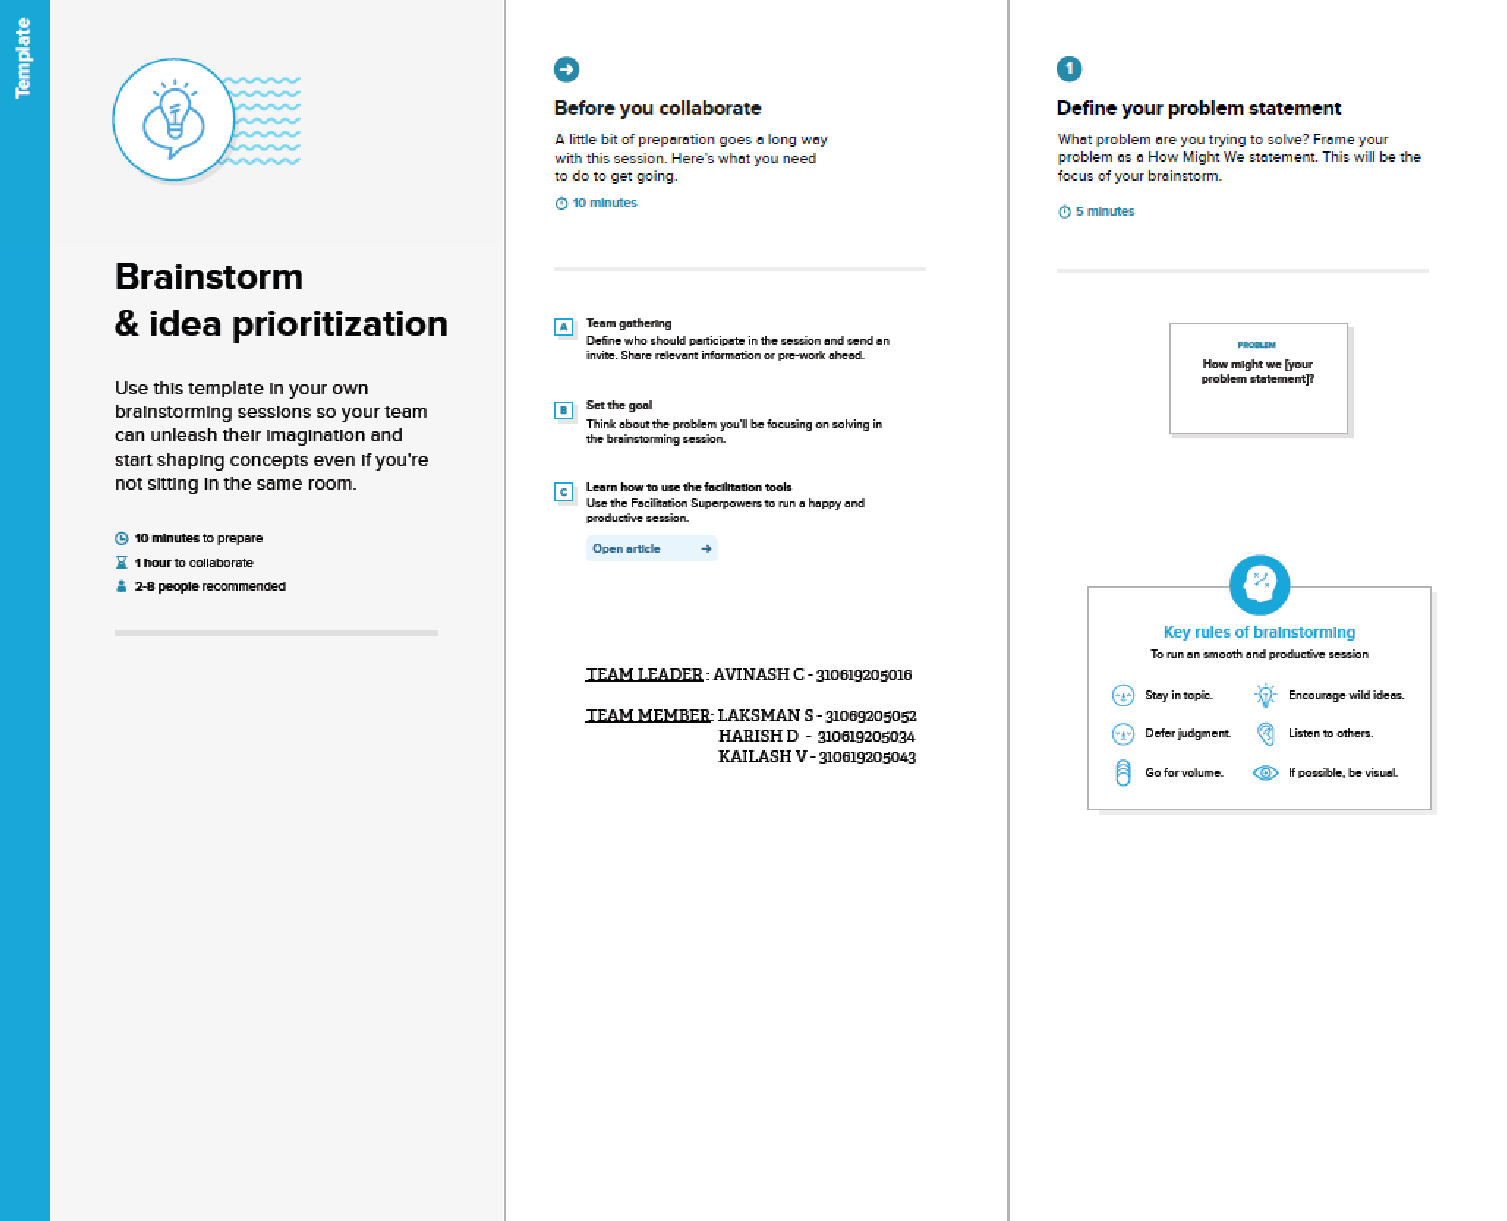 Template
Brainstorm
& idea prioritization
Use this template in your own
brainstorming sessions so your team
can unleash their imagination and
start shaping concepts even if you're
not sitting in the same room.
10 minutes to prepare
1 hour to collaborate
2-8 people recommended
Before you collaborate
A little bit of preparation goes a long way
with this session. Here's what you need
to do to get going.
10 minutes
A
Team gathering
Define who should participate in the session and send an
invite. Share relevant information or pre-work ahead.
B
Set the goal
Think about the problem you'll be focusing on solving in
the brainstorming session.
C
Learn how to use the facilitation tools
Use the Facilitation Superpowers to run a happy and
productive session.
Open article
TEAM LEADER : AVINASH C - 310619205016
TEAM MEMBER: LAKSMAN S - 31069205052
HARISH D - 310619205034
KAILASH V - 310619205043
1
Define your problem statement
What problem are you trying to solve? Frame your
problem as a How Might We statement. This will be the
focus of your brainstorm.
5 minutes
PROBLEM
How might we [your
problem statement]?
Key rules of brainstorming
To run an smooth and productive session
Stay in topic.
Encourage wild ideas.
Defer judgment.
Listen to others.
Go for volume.
If possible, be visual.